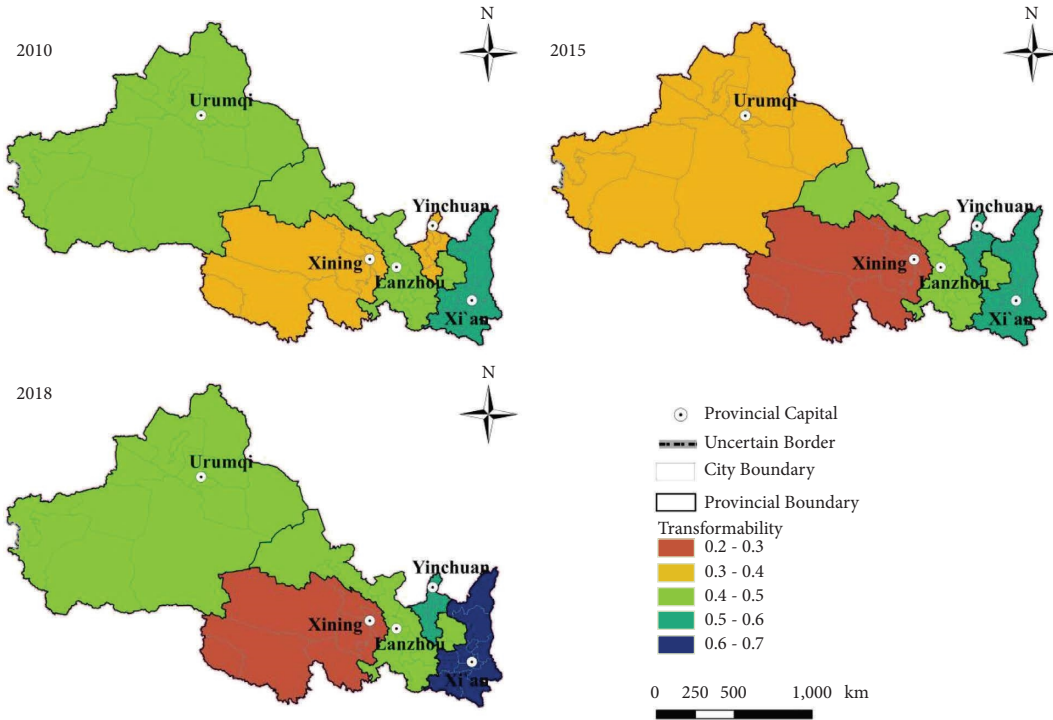 2010
N
Urumqi
Yinchuan
Xining
Lanzhou
Xi`an
2015
N
Urumqi
Yinchuan
Xining
Lanzhou
Xi`an
2018
N
Urumqi
Yinchuan
Xining
Lanzhou
Xi`an
Provincial Capital
Uncertain Border
City Boundary
Provincial Boundary
Transformability
0.2 - 0.3
0.3 - 0.4
0.4 - 0.5
0.5 - 0.6
0.6 - 0.7
0 250 500 1,000 km